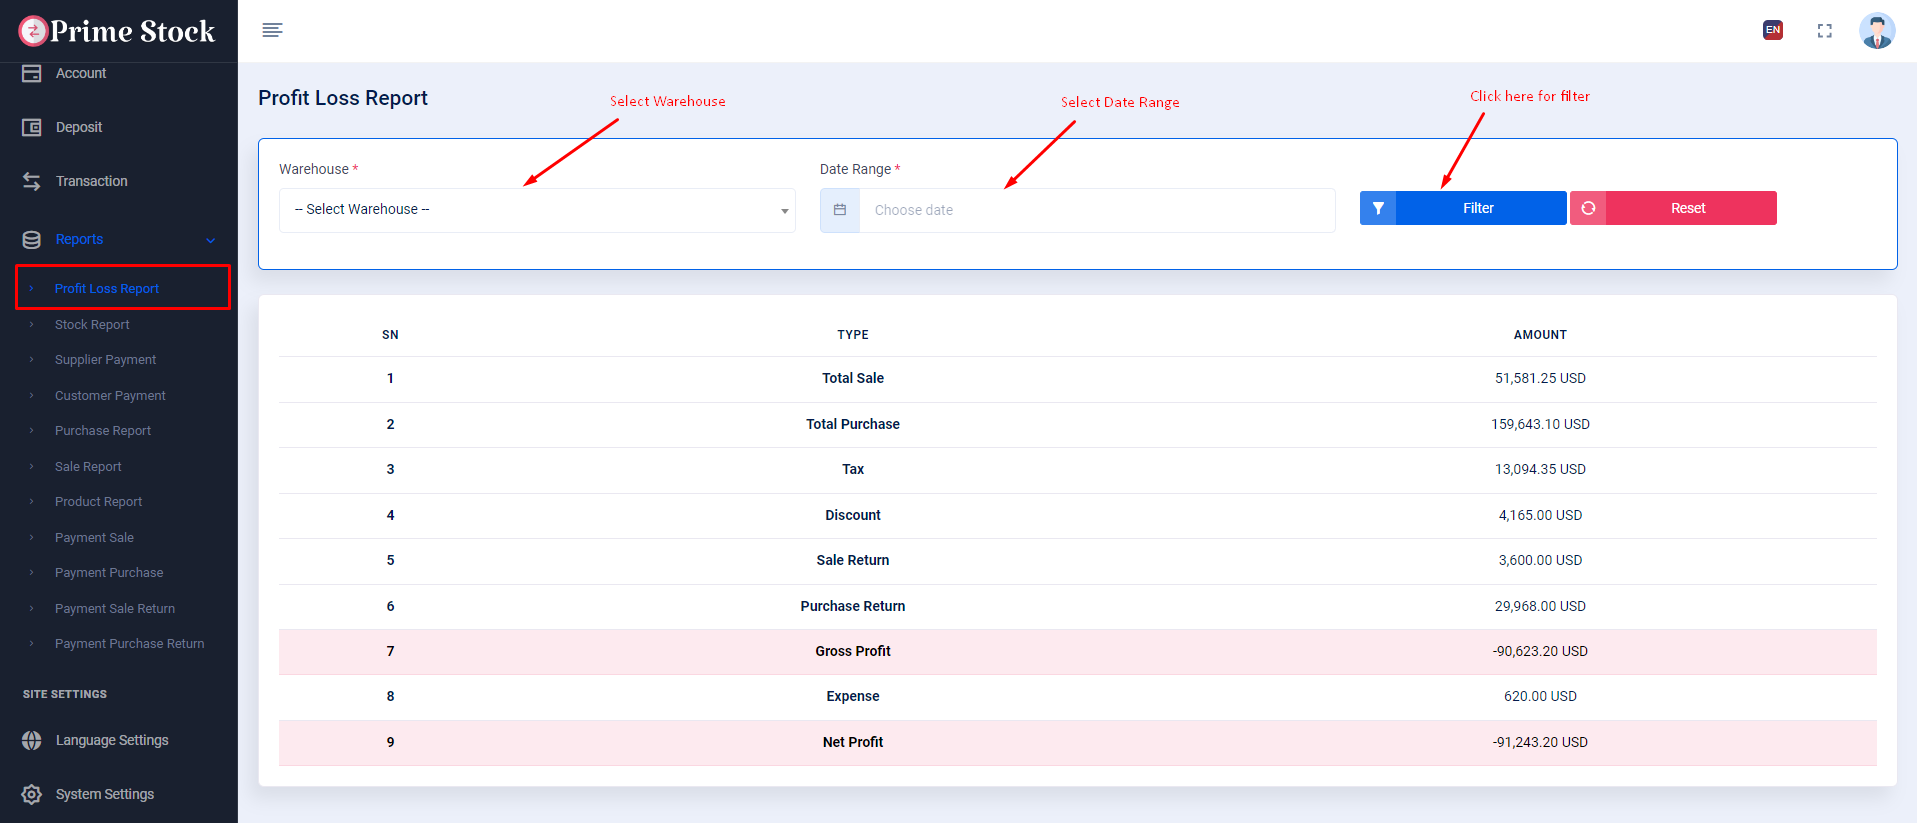 Prime Stock
EN
Account
Deposit
Transaction
Reports
Profit Loss Report
Stock Report
Supplier Payment
Customer Payment
Purchase Report
Sale Report
Product Report
Payment Sale
Payment Purchase
Payment Sale Return
Payment Purchase Return
SITE SETTINGS
Language Settings
System Settings
Profit Loss Report
Select Warehouse
Select Date Range
Click here for filter
Warehouse *
Date Range *
-- Select Warehouse --
Choose date
Filter
Reset
SN TYPE AMOUNT
1 Total Sale 51,581.25 USD
2 Total Purchase 159,643.10 USD
3 Tax 13,094.35 USD
4 Discount 4,165.00 USD
5 Sale Return 3,600.00 USD
6 Purchase Return 29,968.00 USD
7 Gross Profit -90,623.20 USD
8 Expense 620.00 USD
9 Net Profit -91,243.20 USD